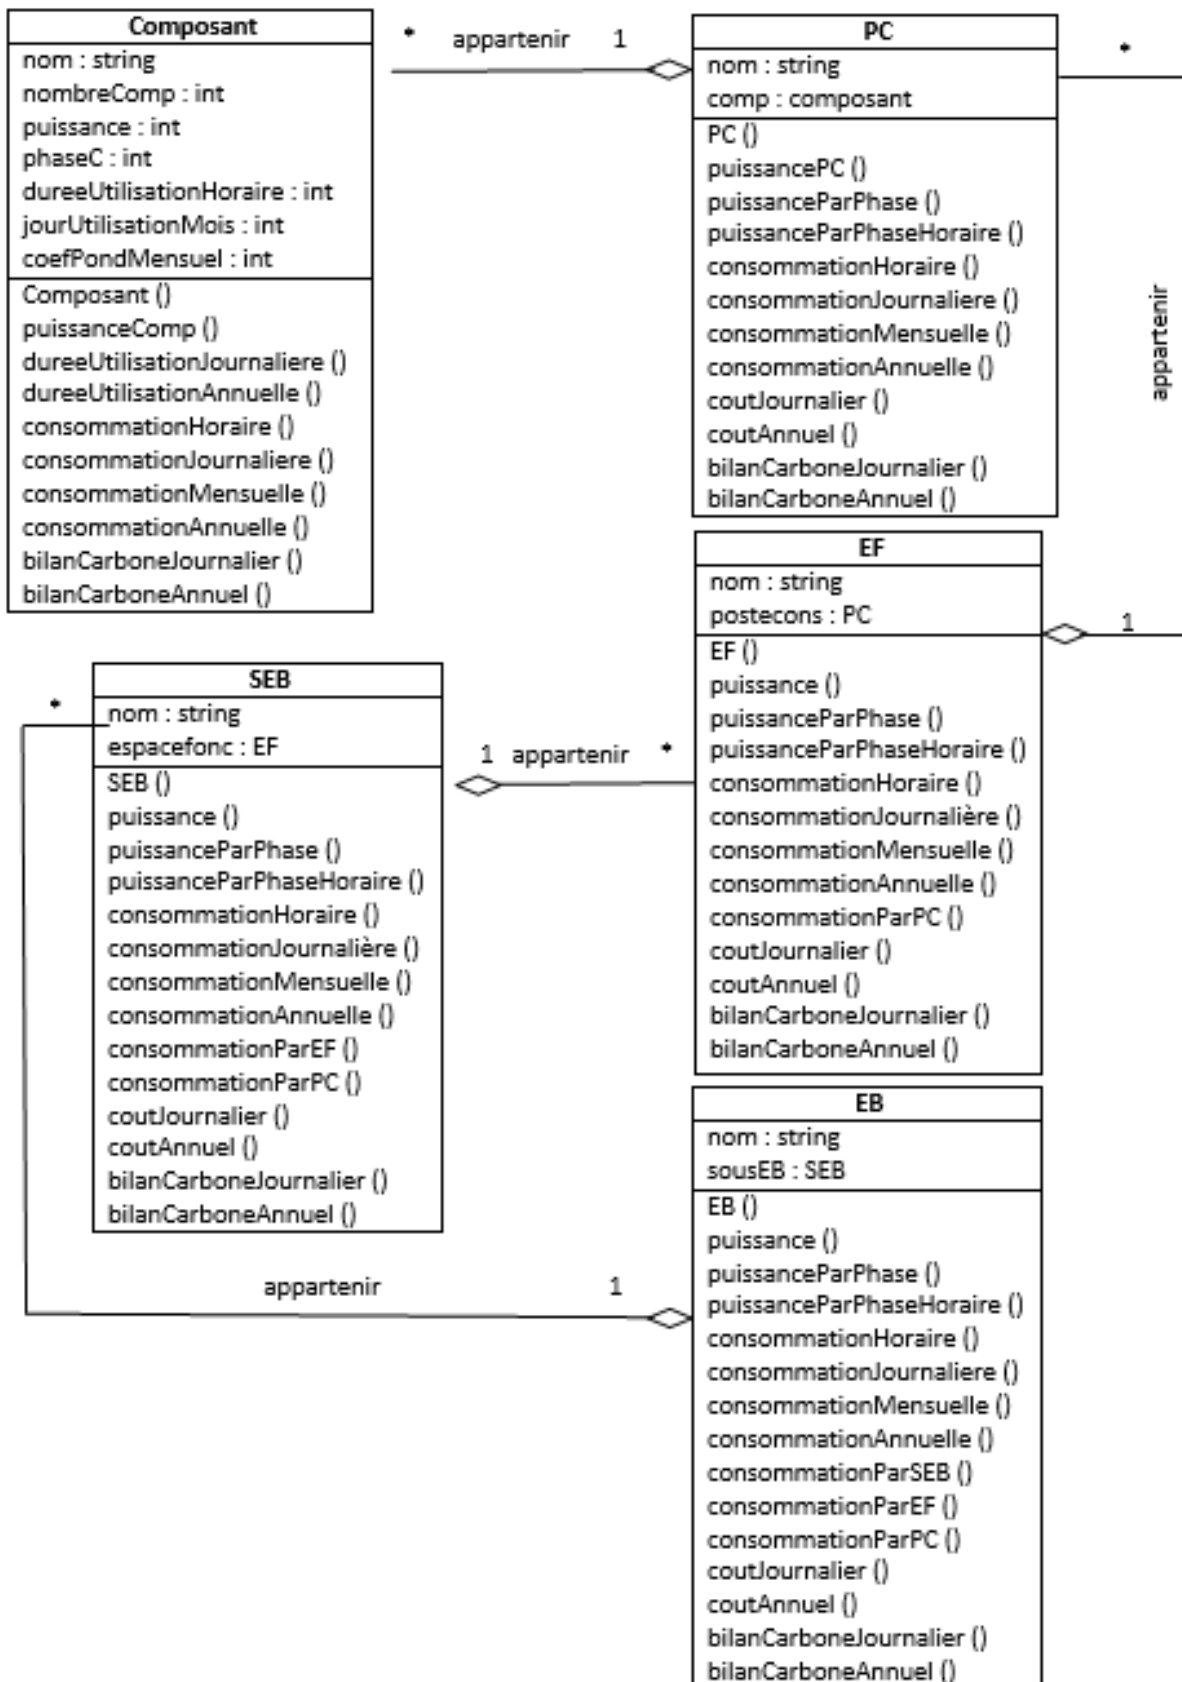 Composant
nom : string
nombreComp : int
puissance : int
phaseC : int
dureeUtilisationHoraire : int
jourUtilisationMois : int
coefPondMensuel : int
Composant ()
puissanceComp ()
dureeUtilisationJournaliere ()
dureeUtilisationAnnuelle ()
consommationHoraire ()
consommationJournaliere ()
consommationMensuelle ()
consommationAnnuelle ()
bilanCarboneJournalier ()
bilanCarboneAnnuel ()
* appartenir 1
PC
nom : string
comp : composant
PC ()
puissancePC ()
puissanceParPhase ()
puissanceParPhaseHoraire ()
consommationHoraire ()
consommationJournaliere ()
consommationMensuelle ()
consommationAnnuelle ()
coutJournalier ()
coutAnnuel ()
bilanCarboneJournalier ()
bilanCarboneAnnuel ()
*
appartenir
1
EF
nom : string
postecons : PC
EF ()
puissance ()
puissanceParPhase ()
puissanceParPhaseHoraire ()
consommationHoraire ()
consommationJournalière ()
consommationMensuelle ()
consommationAnnuelle ()
consommationParPC ()
coutJournalier ()
coutAnnuel ()
bilanCarboneJournalier ()
bilanCarboneAnnuel ()
1 appartenir *
*
SEB
nom : string
espacefonc : EF
SEB ()
puissance ()
puissanceParPhase ()
puissanceParPhaseHoraire ()
consommationHoraire ()
consommationJournalière ()
consommationMensuelle ()
consommationAnnuelle ()
consommationParEF ()
consommationParPC ()
coutJournalier ()
coutAnnuel ()
bilanCarboneJournalier ()
bilanCarboneAnnuel ()
appartenir 1
EB
nom : string
sousEB : SEB
EB ()
puissance ()
puissanceParPhase ()
puissanceParPhaseHoraire ()
consommationHoraire ()
consommationJournaliere ()
consommationMensuelle ()
consommationAnnuelle ()
consommationParSEB ()
consommationParEF ()
consommationParPC ()
coutJournalier ()
coutAnnuel ()
bilanCarboneJournalier ()
bilanCarboneAnnuel ()